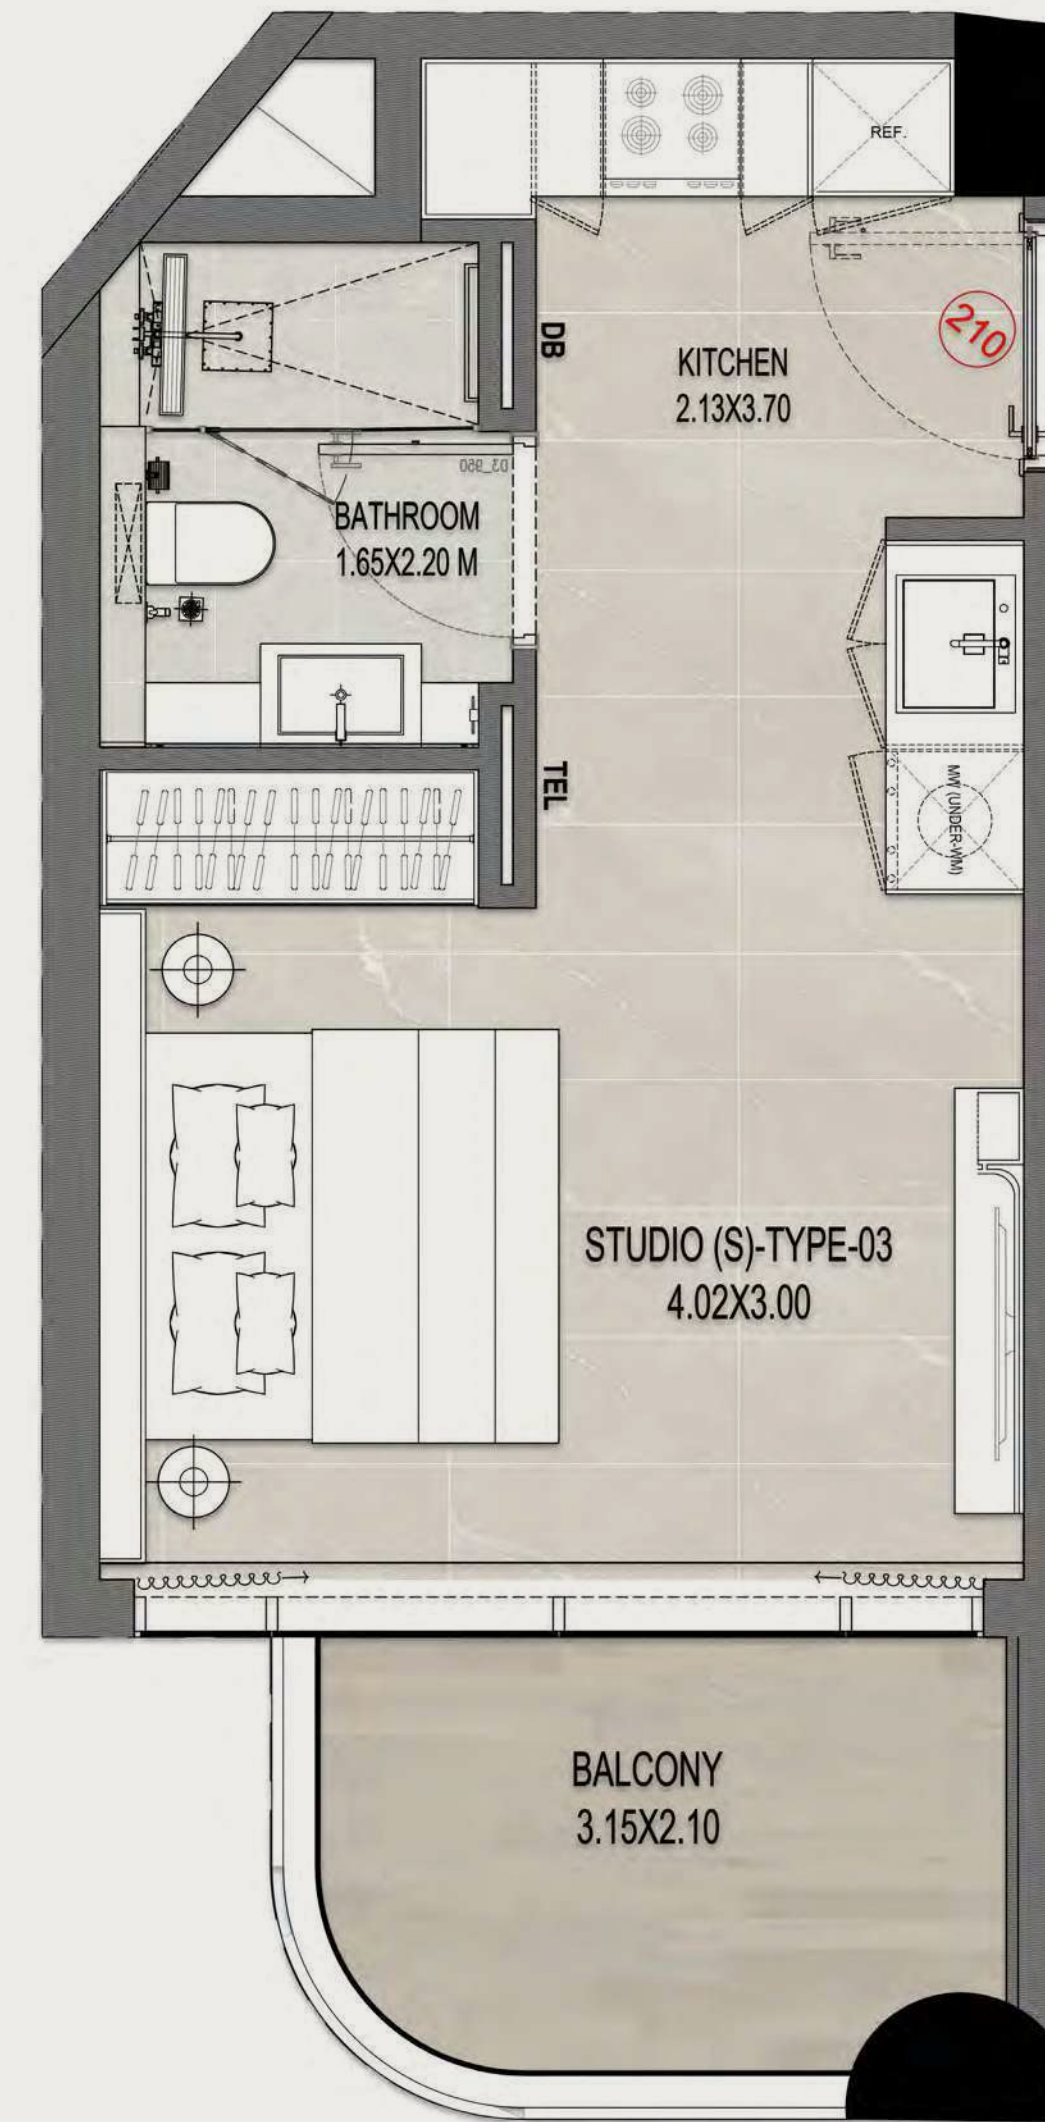 REF.
210
DB
KITCHEN
2.13X3.70
D3_960
BATHROOM
1.65X2.20 M
TEL
MW (UNDER-WM)
STUDIO (S)-TYPE-03
4.02X3.00
BALCONY
3.15X2.10